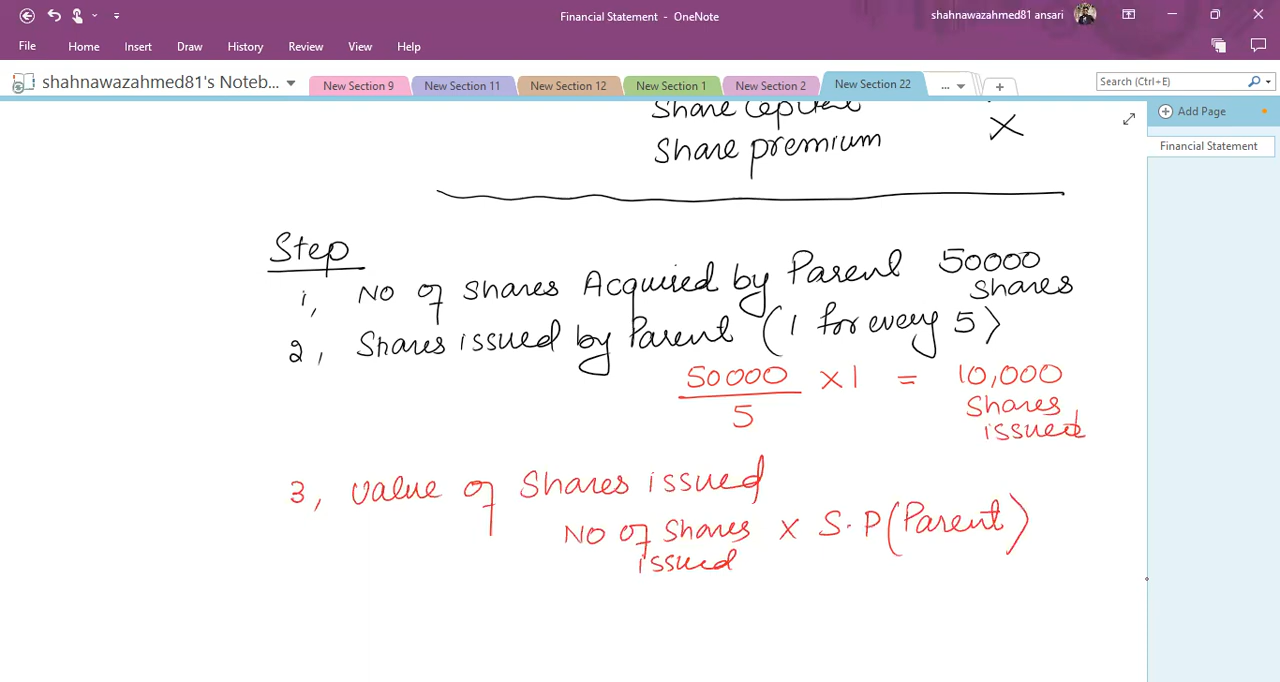 Financial Statement - OneNote
shahnawazahmed81 ansari
File Home Insert Draw History Review View Help
shahnawazahmed81's Noteb...
New Section 9 New Section 11 New Section 12 New Section 1 New Section 2 New Section 22 ...
Search (Ctrl+E)
Add Page
Financial Statement
Share capital
Share premium X
Step
1, No of Shares Acquired by Parent 50000
Shares
2, Shares issued by Parent (1 for every 5)
50000 x 1 = 10,000
5
Shares
issued
3, Value of Shares issued
No of Shares x S.P (Parent)
issued